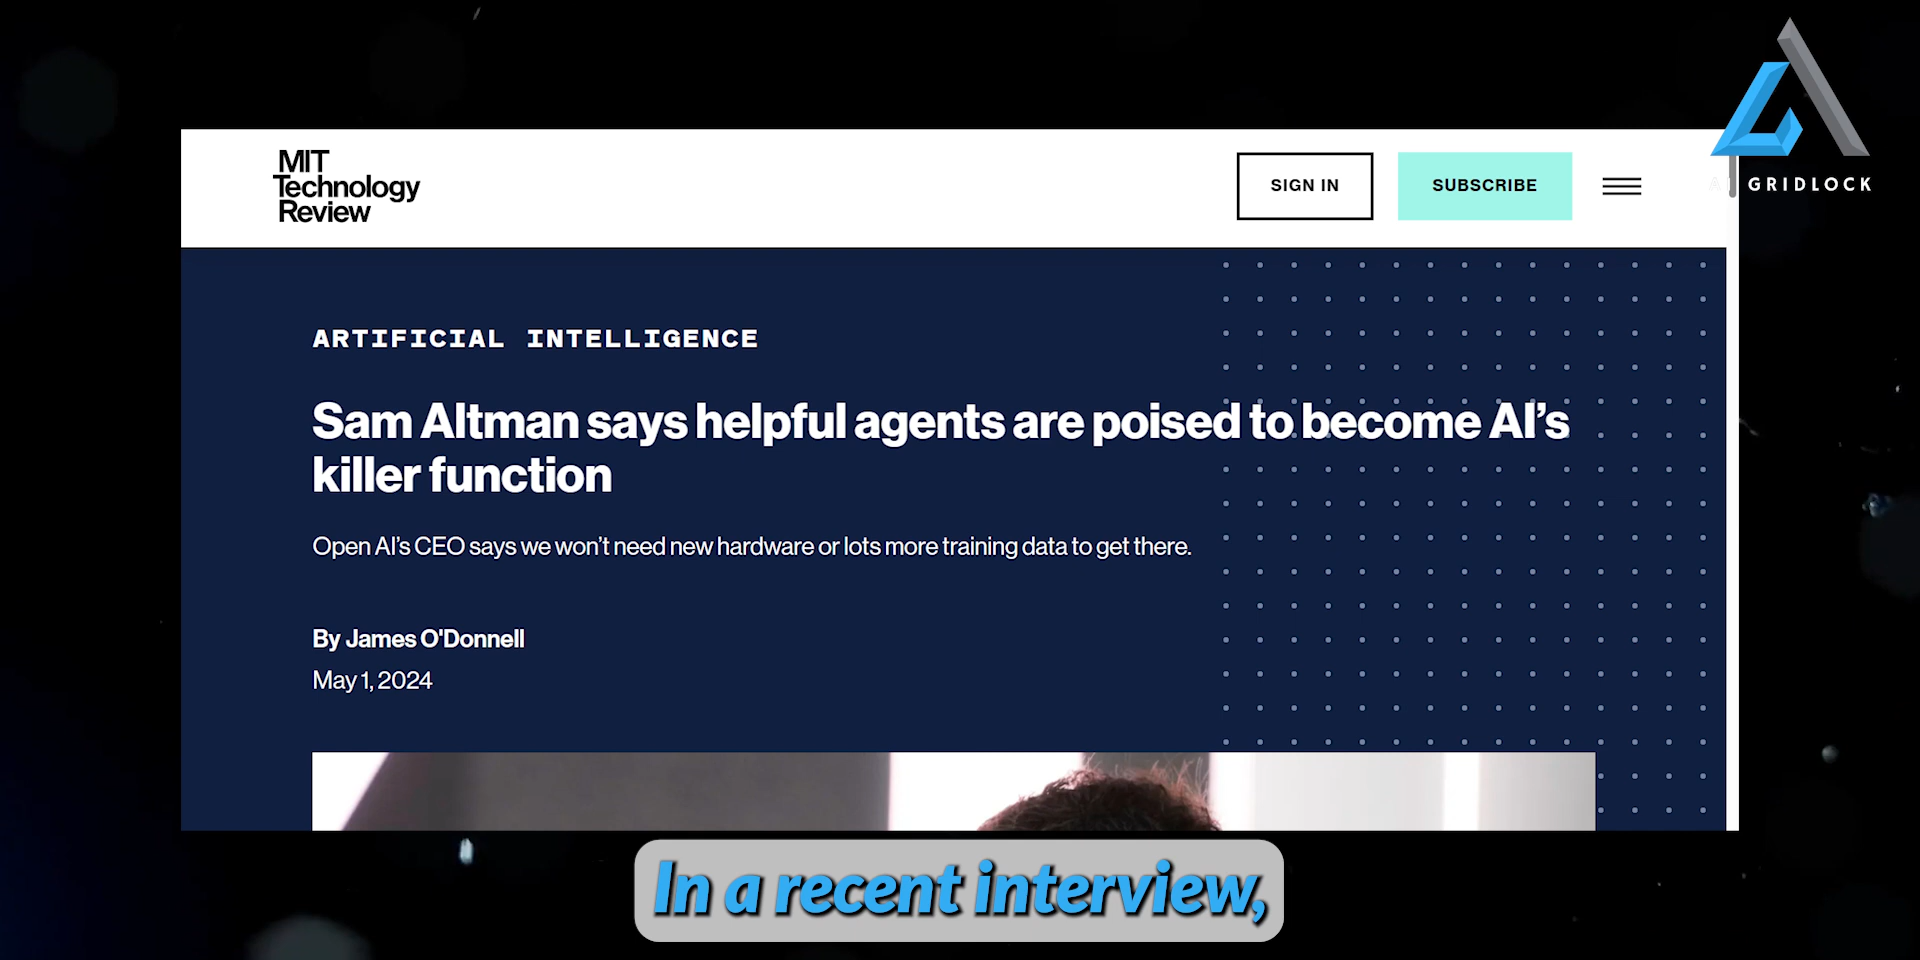 MIT
Technology
Review
SIGN IN
SUBSCRIBE
AI GRIDLOCK
ARTIFICIAL INTELLIGENCE
Sam Altman says helpful agents are poised to become AI’s
killer function
Open AI’s CEO says we won’t need new hardware or lots more training data to get there.
By James O'Donnell
May 1, 2024
In a recent interview,